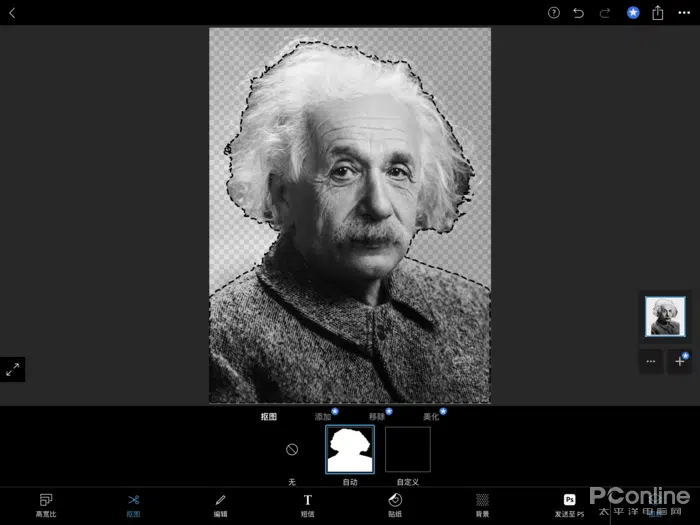 抠图
添加
移除
美化
无
自动
自定义
高宽比
抠图
编辑
T
文信
贴纸
背景
Ps
发送至 PS
PConline
太平洋电脑网